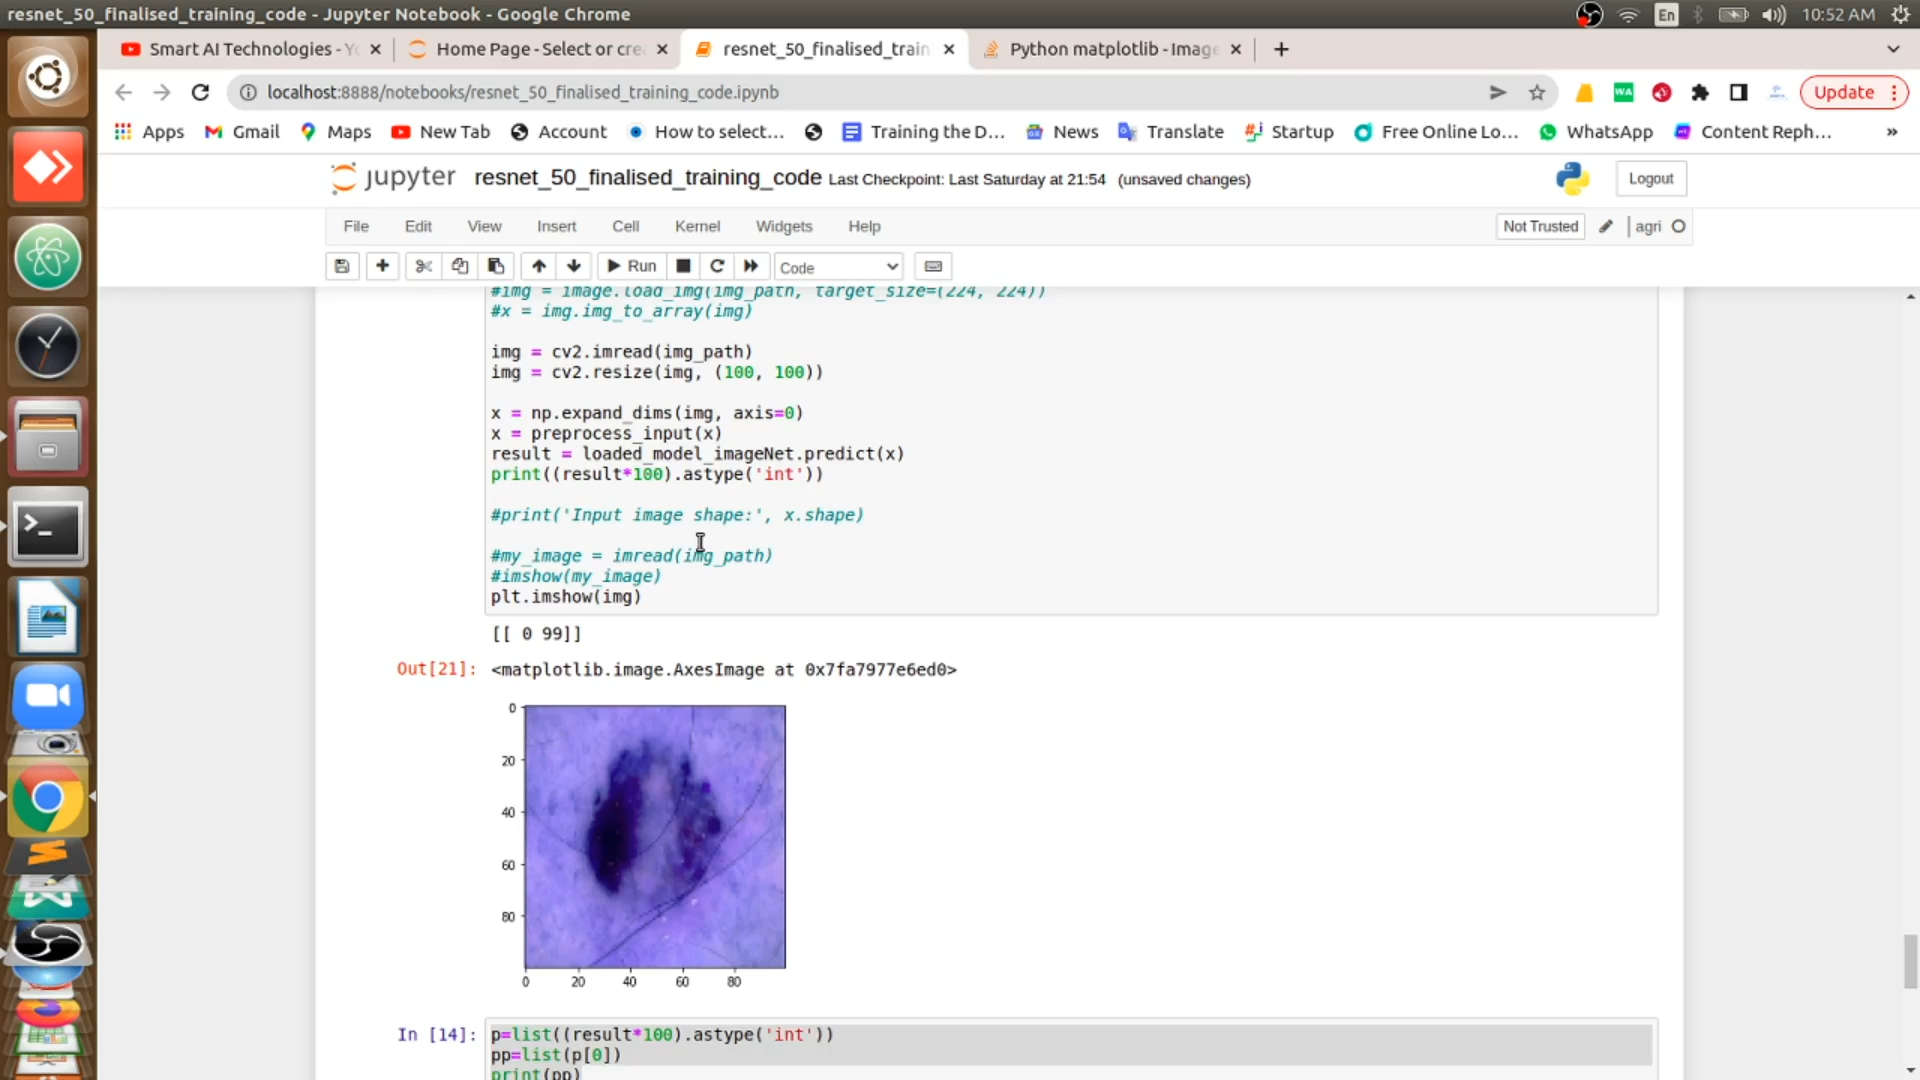 resnet_50_finalised_training_code - Jupyter Notebook - Google Chrome
En
10:52 AM
Smart AI Technologies - Yo
Home Page - Select or crea
resnet_50_finalised_train
Python matplotlib - Image
localhost:8888/notebooks/resnet_50_finalised_training_code.ipynb
WA
Update
Apps
Gmail
Maps
New Tab
Account
How to select...
Training the D...
News
Translate
Startup
Free Online Lo...
WhatsApp
Content Reph...
»
jupyter
resnet_50_finalised_training_code Last Checkpoint: Last Saturday at 21:54 (unsaved changes)
Logout
File Edit View Insert Cell Kernel Widgets Help
Not Trusted
agri
Run
Code
#img = image.load_img(img_path, target_size=(224, 224))
#x = img.img_to_array(img)
img = cv2.imread(img_path)
img = cv2.resize(img, (100, 100))
x = np.expand_dims(img, axis=0)
x = preprocess_input(x)
result = loaded_model_imageNet.predict(x)
print((result*100).astype('int'))
#print('Input image shape:', x.shape)
#my_image = imread(img_path)
#imshow(my_image)
plt.imshow(img)
[[ 0 99]]
Out[21]: <matplotlib.image.AxesImage at 0x7fa7977e6ed0>
0
20
40
60
80
0 20 40 60 80
In [14]: p=list((result*100).astype('int'))
pp=list(p[0])
print(pp)